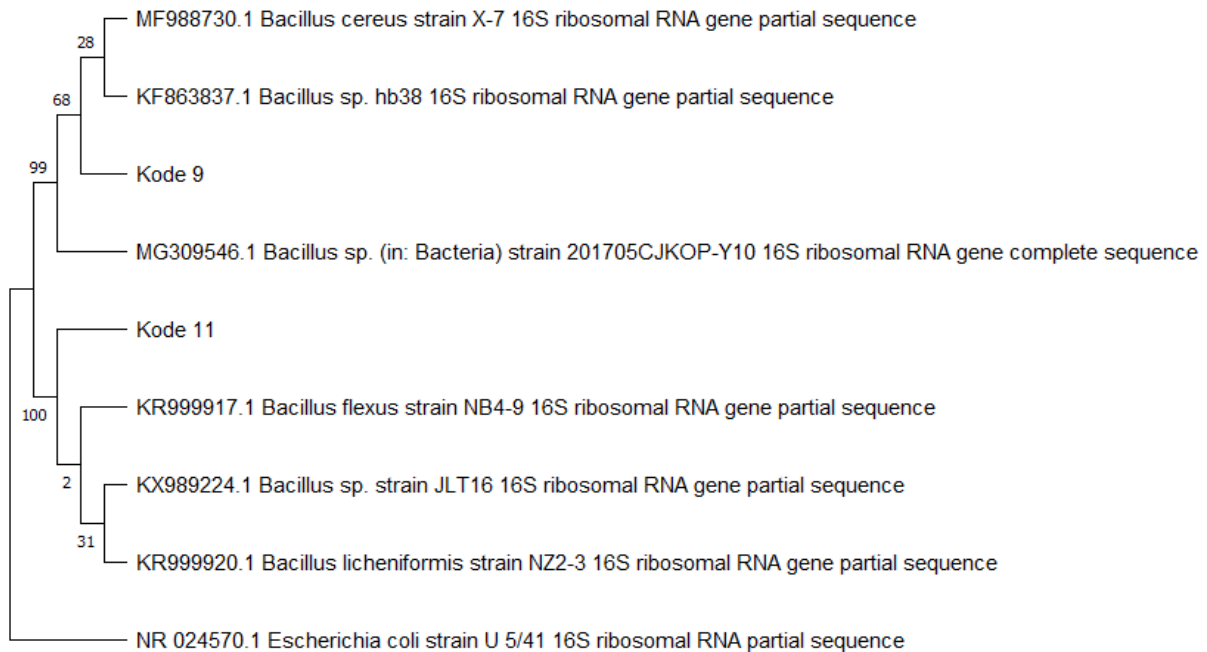 MF988730.1 Bacillus cereus strain X-7 16S ribosomal RNA gene partial sequence
28
KF863837.1 Bacillus sp. hb38 16S ribosomal RNA gene partial sequence
68
Kode 9
99
MG309546.1 Bacillus sp. (in: Bacteria) strain 201705CJKOP-Y10 16S ribosomal RNA gene complete sequence
Kode 11
100
KR999917.1 Bacillus flexus strain NB4-9 16S ribosomal RNA gene partial sequence
2
KX989224.1 Bacillus sp. strain JLT16 16S ribosomal RNA gene partial sequence
31
KR999920.1 Bacillus licheniformis strain NZ2-3 16S ribosomal RNA gene partial sequence
NR 024570.1 Escherichia coli strain U 5/41 16S ribosomal RNA partial sequence